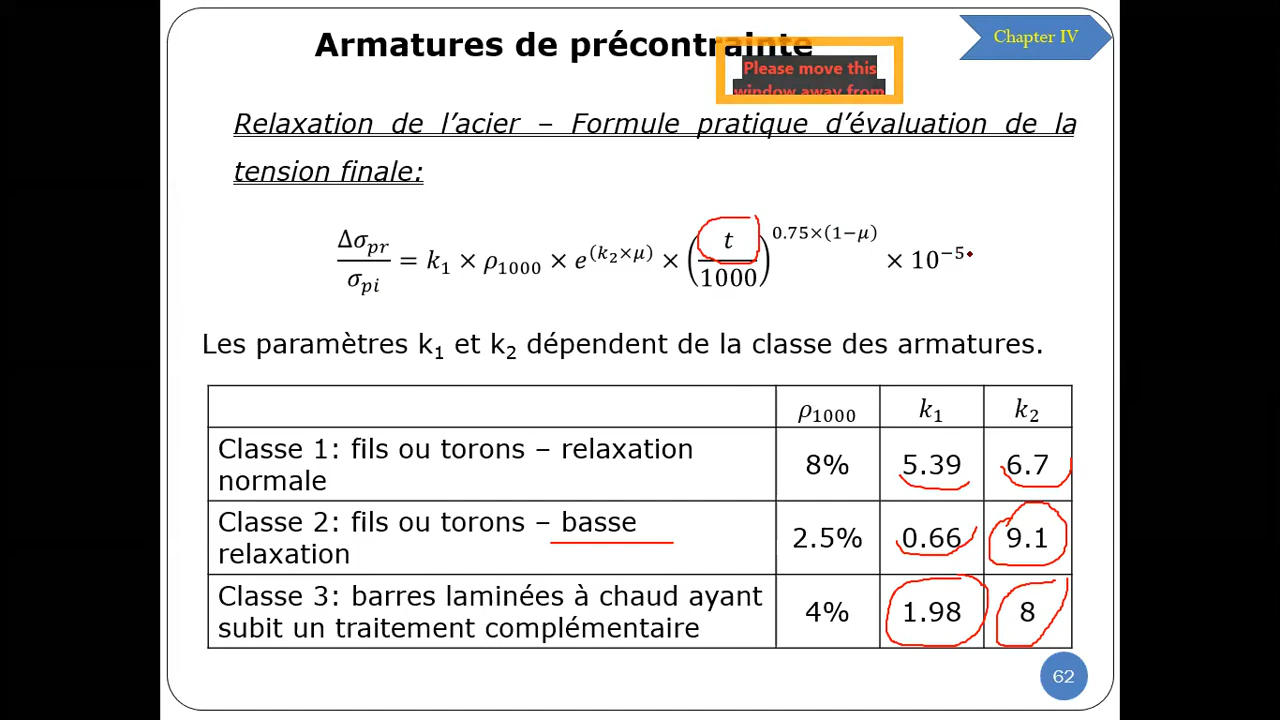 Armatures de précontrainte
Chapter IV
Please move this
window away from
Relaxation de l’acier – Formule pratique d’évaluation de la
tension finale:
Δσ_pr / σ_pi = k₁ × ρ₁₀₀₀ × e^(k₂×μ) × (t / 1000)^0.75×(1−μ) × 10⁻⁵
Les paramètres k₁ et k₂ dépendent de la classe des armatures.
ρ₁₀₀₀ k₁ k₂
Classe 1: fils ou torons – relaxation
normale
8% 5.39 6.7
Classe 2: fils ou torons – basse
relaxation
2.5% 0.66 9.1
Classe 3: barres laminées à chaud ayant
subit un traitement complémentaire
4% 1.98 8
62